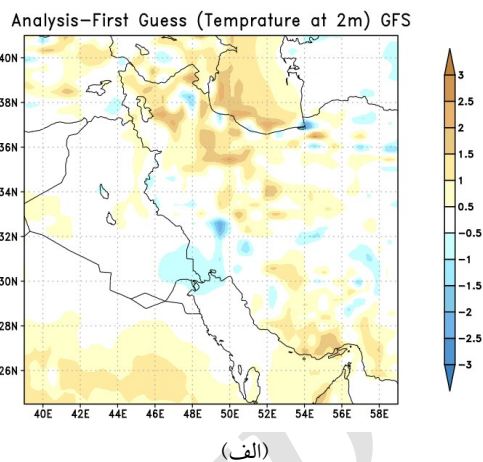 Analysis-First Guess (Temprature at 2m) GFS
40N
38N
36N
34N
32N
30N
28N
26N
40E 42E 44E 46E 48E 50E 52E 54E 56E 58E
3
2.5
2
1.5
1
0.5
-0.5
-1
-1.5
-2
-2.5
-3
(الف)